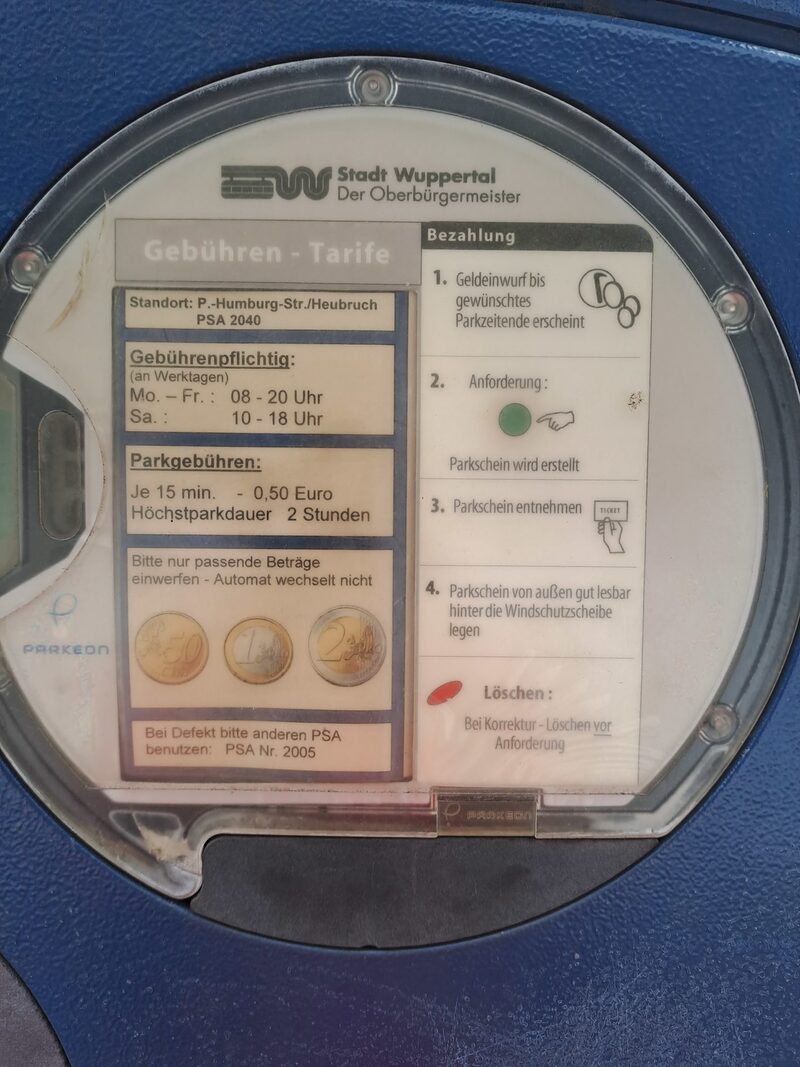 Stadt Wuppertal
Der Oberbürgermeister
Gebühren - Tarife
Standort: P.-Humburg-Str./Heubruch
PSA 2040
Gebührenpflichtig:
(an Werktagen)
Mo. – Fr. : 08 - 20 Uhr
Sa. : 10 - 18 Uhr
Parkgebühren:
Je 15 min. - 0,50 Euro
Höchstparkdauer 2 Stunden
Bitte nur passende Beträge
einwerfen - Automat wechselt nicht
50
CENT
1
2
Bei Defekt bitte anderen PSA
benutzen: PSA Nr. 2005
Bezahlung
1. Geldeinwurf bis
gewünschtes
Parkzeitende erscheint
2. Anforderung :
Parkschein wird erstellt
3. Parkschein entnehmen
TICKET
4. Parkschein von außen gut lesbar
hinter die Windschutzscheibe
legen
Löschen :
Bei Korrektur - Löschen vor
Anforderung
PARKEON
PARKEON